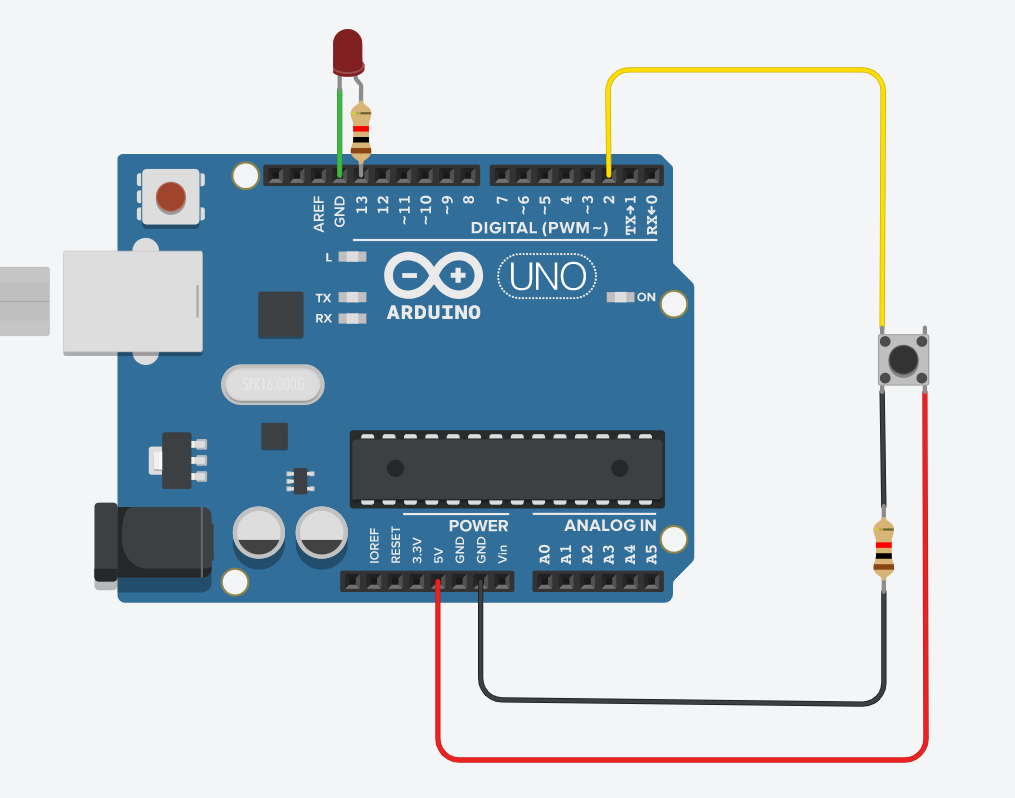 AREF
GND
13
12
~11
~10
~9
8
7
~6
~5
4
~3
2
TX→1
RX←0
DIGITAL (PWM~)
L
TX
RX
ARDUINO
UNO
ON
SPK16.000G
POWER
ANALOG IN
IOREF
RESET
3.3V
5V
GND
GND
Vin
A0
A1
A2
A3
A4
A5